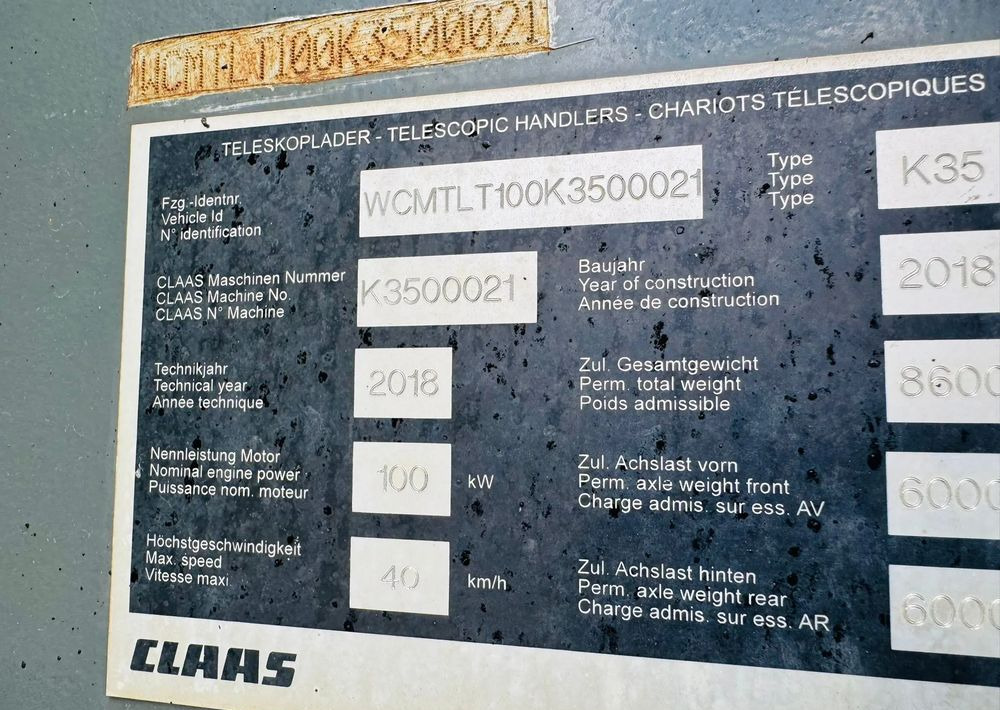 WCMTLT100K3500021
TELESKOPLADER - TELESCOPIC HANDLERS - CHARIOTS TÉLESCOPIQUES
Fzg.-Identnr.
Vehicle Id
N° identification
WCMTLT100K3500021
Type
Type
Type
K35
CLAAS Maschinen Nummer
CLAAS Machine No.
CLAAS N° Machine
K3500021
Baujahr
Year of construction
Année de construction
2018
Technikjahr
Technical year
Année technique
2018
Zul. Gesamtgewicht
Perm. total weight
Poids admissible
8600
Nennleistung Motor
Nominal engine power
Puissance nom. moteur
100 kW
Zul. Achslast vorn
Perm. axle weight front
Charge admis. sur ess. AV
6000
Höchstgeschwindigkeit
Max. speed
Vitesse maxi
40 km/h
Zul. Achslast hinten
Perm. axle weight rear
Charge admis. sur ess. AR
6000
CLAAS